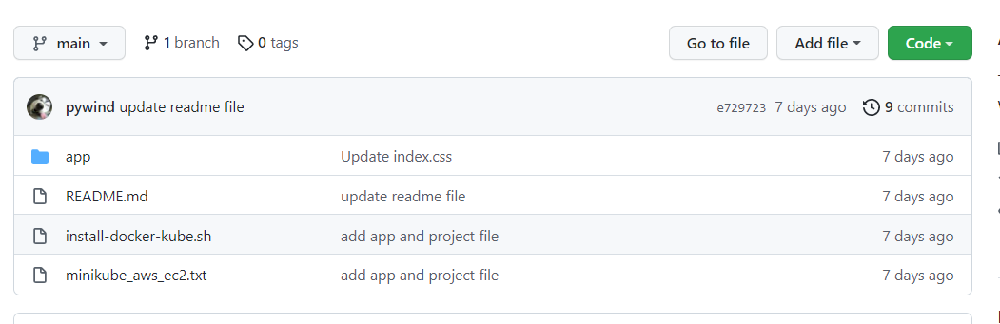 main 1 branch 0 tags Go to file Add file Code
pywind update readme file e729723 7 days ago 9 commits
app Update index.css 7 days ago
README.md update readme file 7 days ago
install-docker-kube.sh add app and project file 7 days ago
minikube_aws_ec2.txt add app and project file 7 days ago